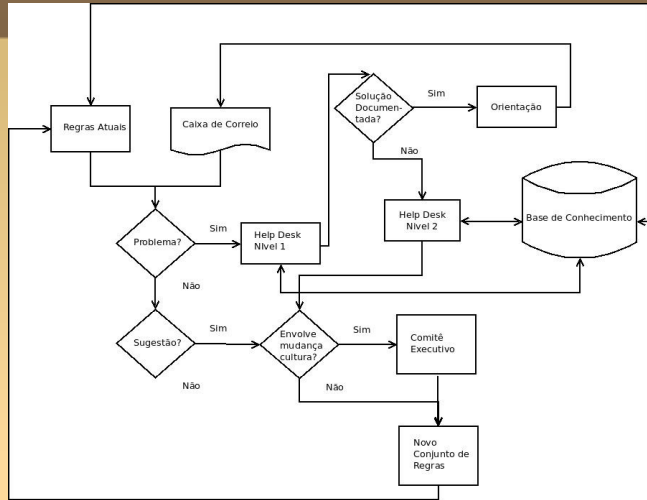 Solução
Documen-
tada?
Sim
Orientação
Regras Atuais
Caixa de Correio
Não
Help Desk
Nível 2
Base de Conhecimento
Problema?
Sim
Help Desk
Nível 1
Não
Sugestão?
Sim
Envolve
mudança
cultura?
Sim
Comitê
Executivo
Não
Não
Novo
Conjunto de
Regras